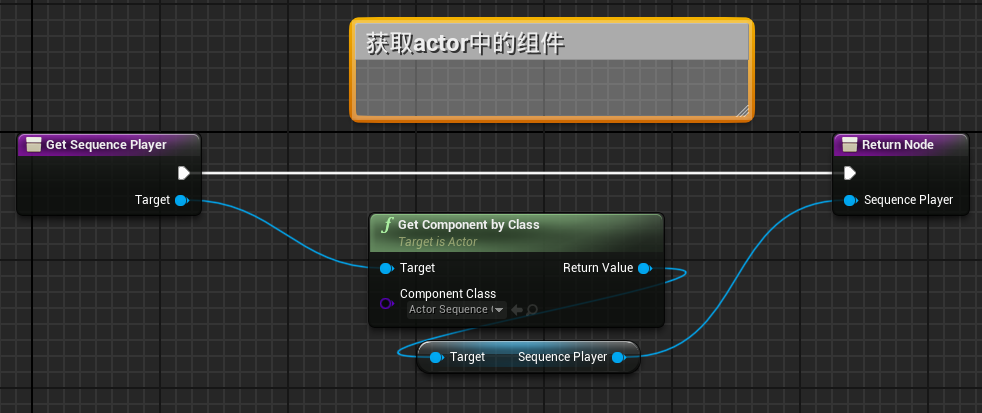 获取actor中的组件
Get Sequence Player
Return Node
Target
Sequence Player
f Get Component by Class
Target is Actor
Target
Return Value
Component Class
Actor Sequence
Target
Sequence Player